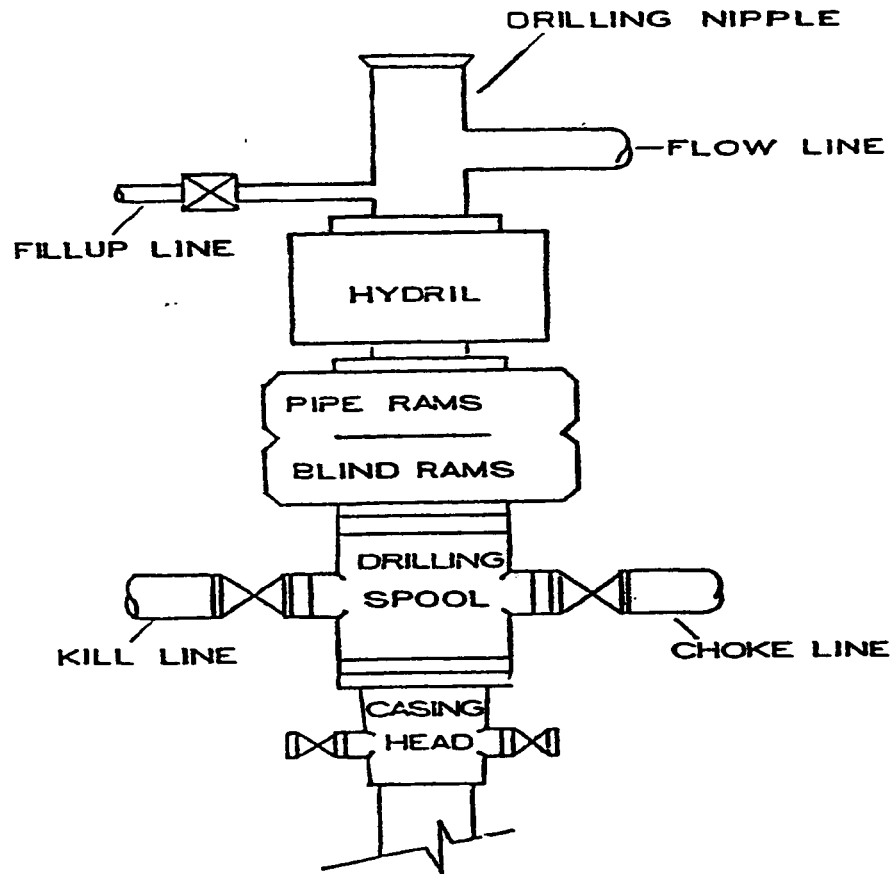 DRILLING NIPPLE
FLOW LINE
FILLUP LINE
HYDRIL
PIPE RAMS
BLIND RAMS
DRILLING
SPOOL
KILL LINE
CHOKE LINE
CASING
HEAD